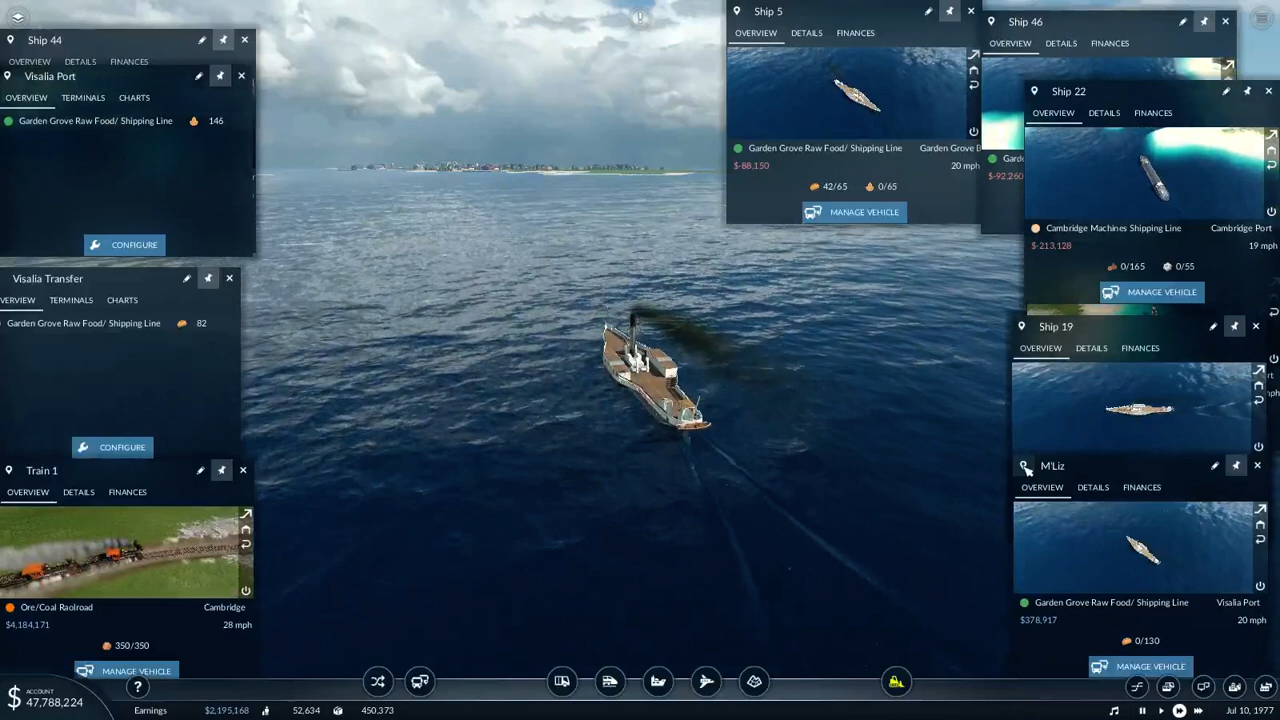 Ship 44
OVERVIEW DETAILS FINANCES
Visalia Port
OVERVIEW TERMINALS CHARTS
Garden Grove Raw Food/ Shipping Line 146
CONFIGURE
Visalia Transfer
VERVIEW TERMINALS CHARTS
Garden Grove Raw Food/ Shipping Line 82
CONFIGURE
Train 1
OVERVIEW DETAILS FINANCES
Ore/Coal Ralroad Cambridge
$4,184,171 28 mph
350/350
MANAGE VEHICLE
Ship 5
OVERVIEW DETAILS FINANCES
Garden Grove Raw Food/ Shipping Line Garden Grove
$-88,150 20 mph
42/65 0/65
MANAGE VEHICLE
Ship 46
OVERVIEW DETAILS FINANCES
Garde
$-92,260
Ship 22
OVERVIEW DETAILS FINANCES
Cambridge Machines Shipping Line Cambridge Port
$-213,128 19 mph
0/165 0/55
MANAGE VEHICLE
Ship 19
OVERVIEW DETAILS FINANCES
M'Liz
OVERVIEW DETAILS FINANCES
Garden Grove Raw Food/ Shipping Line Visalia Port
$378,917 20 mph
0/130
MANAGE VEHICLE
$ ACCOUNT
47,788,224
?
Earnings $2,195,168 52,634 450,373
Jul 10, 1977